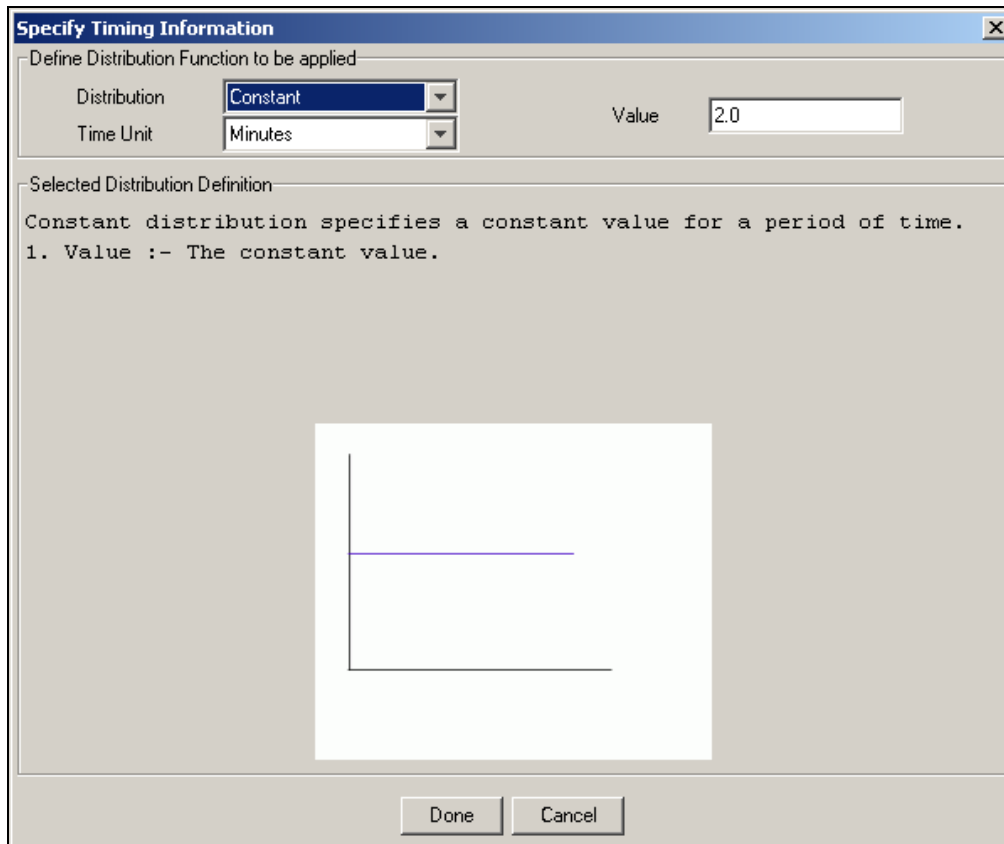 Specify Timing Information
Define Distribution Function to be applied
Distribution Constant
Value 2.0
Time Unit Minutes
Selected Distribution Definition
Constant distribution specifies a constant value for a period of time.
1. Value :- The constant value.
Done Cancel